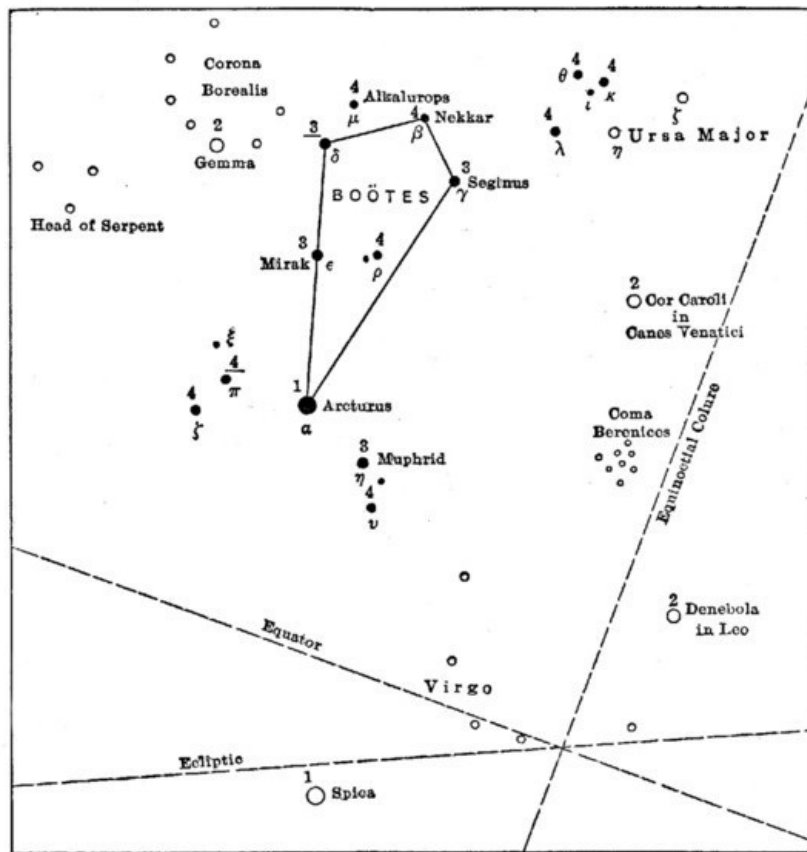 Corona
Borealis
2
Gemma
Head of Serpent
4
Alkalurops
μ
3
δ
4
Nekkar
β
BOÖTES
3
Seginus
γ
4
θ
4
κ
ι
4
λ
ζ
Ursa Major
η
3
Mirak
ε
4
ρ
2
Cor Caroli
in
Canes Venatici
ξ
4
π
4
ζ
1
Arcturus
α
3
Muphrid
η
4
υ
Coma
Berenices
Equinoctial Colure
2
Denebola
in Leo
Equator
Virgo
Ecliptic
1
Spica